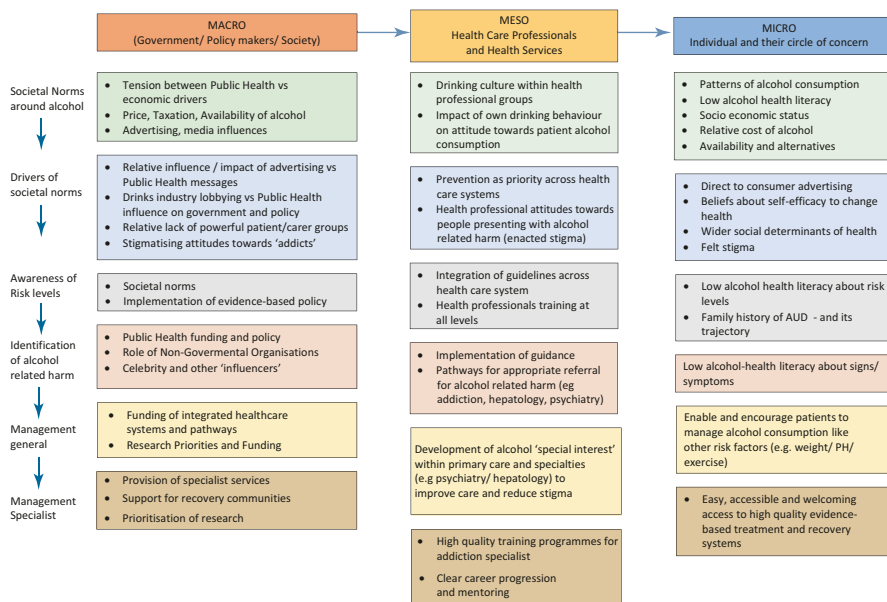 MACRO
(Government/ Policy makers/ Society)
MESO
Health Care Professionals
and Health Services
MICRO
Individual and their circle of concern
Societal Norms
around alcohol
• Tension between Public Health vs
economic drivers
• Price, Taxation, Availability of alcohol
• Advertising, media influences
• Drinking culture within health
professional groups
• Impact of own drinking behaviour
on attitude towards patient alcohol
consumption
• Patterns of alcohol consumption
• Low alcohol health literacy
• Socio economic status
• Relative cost of alcohol
• Availability and alternatives
Drivers of
societal norms
• Relative influence / impact of advertising vs
Public Health messages
• Drinks industry lobbying vs Public Health
influence on government and policy
• Relative lack of powerful patient/carer groups
• Stigmatising attitudes towards ‘addicts’
• Prevention as priority across health
care systems
• Health professional attitudes towards
people presenting with alcohol
related harm (enacted stigma)
• Direct to consumer advertising
• Beliefs about self-efficacy to change
health
• Wider social determinants of health
• Felt stigma
Awareness of
Risk levels
• Societal norms
• Implementation of evidence-based policy
• Integration of guidelines across
health care system
• Health professionals training at
all levels
• Low alcohol health literacy about risk
levels
• Family history of AUD - and its
trajectory
Identification
of alcohol
related harm
• Public Health funding and policy
• Role of Non-Govermental Organisations
• Celebrity and other ‘influencers’
• Implementation of guidance
• Pathways for appropriate referral
for alcohol related harm (eg
addiction, hepatology, psychiatry)
Low alcohol-health literacy about signs/
symptoms
Management
general
• Funding of integrated healthcare
systems and pathways
• Research Priorities and Funding
Development of alcohol ‘special interest’
within primary care and specialties
(e.g psychiatry/ hepatology) to
improve care and reduce stigma
Enable and encourage patients to
manage alcohol consumption like
other risk factors (e.g. weight/ PH/
exercise)
Management
Specialist
• Provision of specialist services
• Support for recovery communities
• Prioritisation of research
• High quality training programmes for
addiction specialist
• Clear career progression
and mentoring
• Easy, accessible and welcoming
access to high quality evidence-
based treatment and recovery
systems